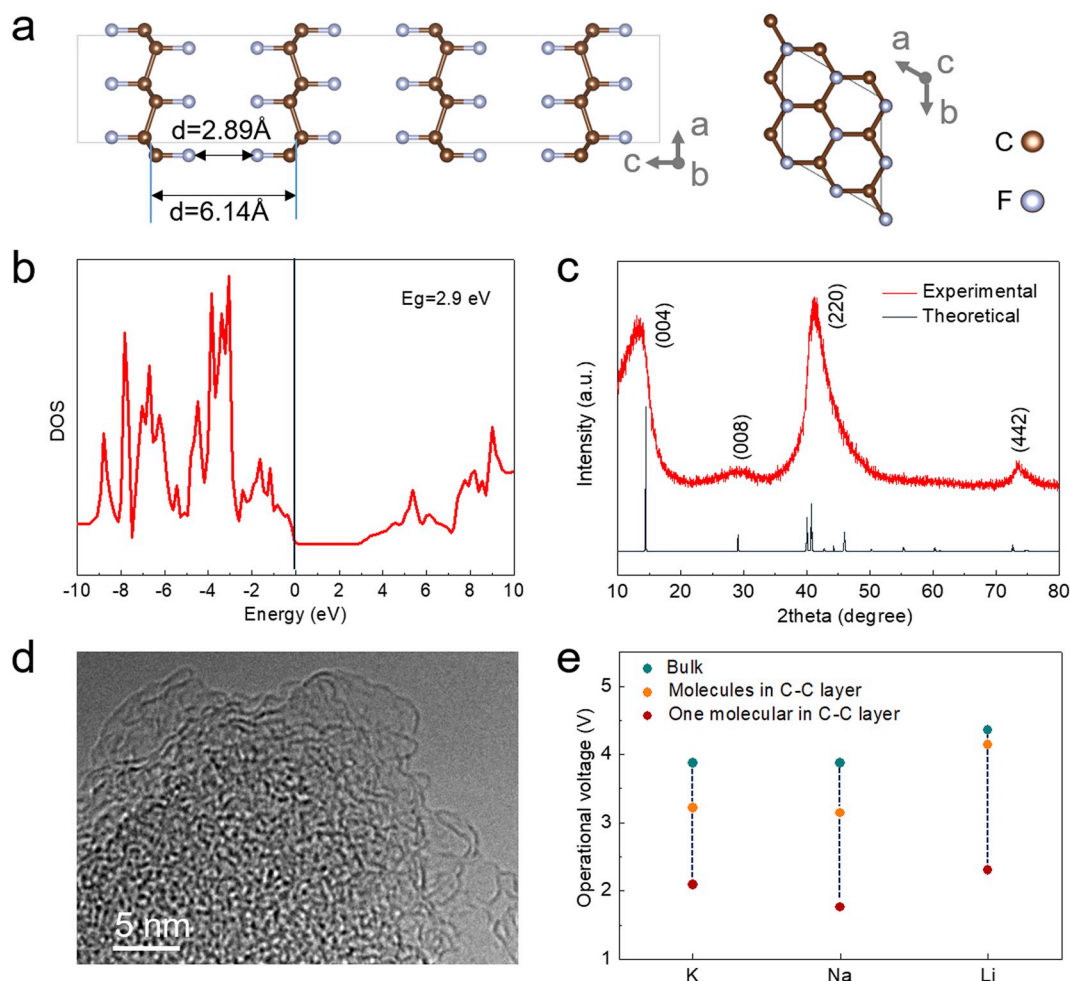 a
d=2.89Å
d=6.14Å
a
c
b
a
c
b
C
F
b
Eg=2.9 eV
DOS
-10 -8 -6 -4 -2 0 2 4 6 8 10
Energy (eV)
c
Experimental
Theoretical
(004)
(008)
(220)
(442)
Intensity (a.u.)
10 20 30 40 50 60 70 80
2theta (degree)
d
5 nm
e
Bulk
Molecules in C-C layer
One molecular in C-C layer
Operational voltage (V)
5
4
3
2
1
K Na Li